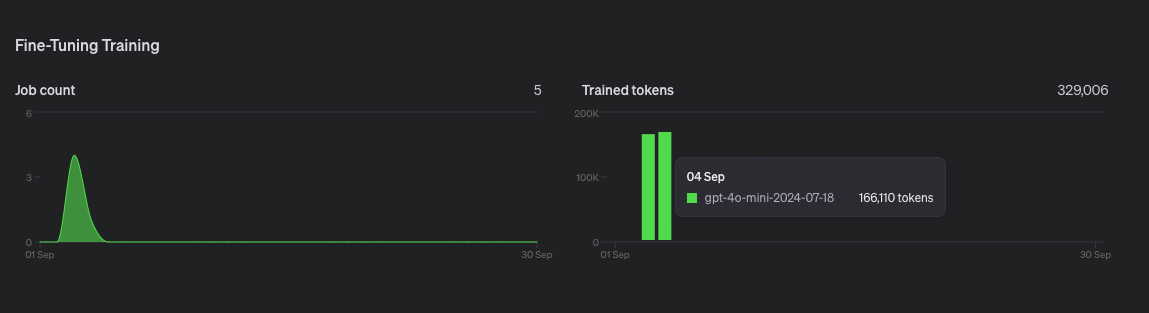 Fine-Tuning Training
Job count 5
6
3
0
01 Sep 30 Sep
Trained tokens 329,006
200K
100K
0
01 Sep 30 Sep
04 Sep
gpt-4o-mini-2024-07-18 166,110 tokens